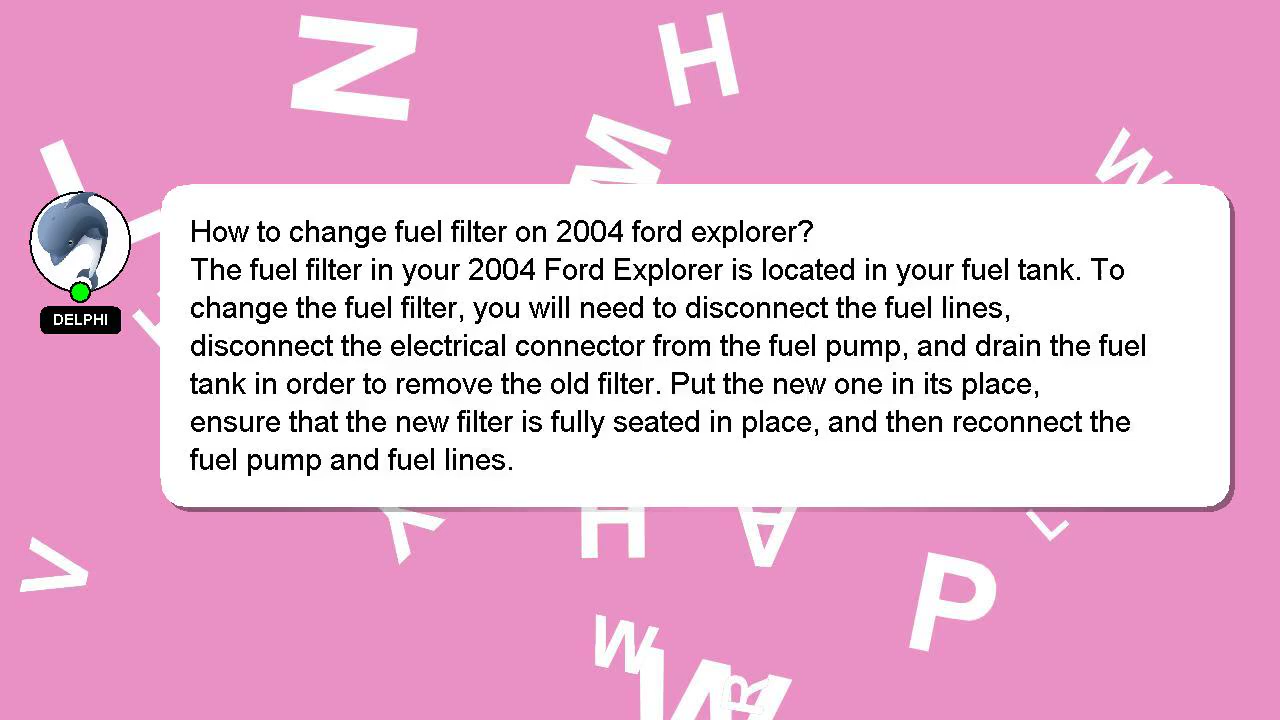 N
H
M
W
DELPHI
How to change fuel filter on 2004 ford explorer?
The fuel filter in your 2004 Ford Explorer is located in your fuel tank. To
change the fuel filter, you will need to disconnect the fuel lines,
disconnect the electrical connector from the fuel pump, and drain the fuel
tank in order to remove the old filter. Put the new one in its place,
ensure that the new filter is fully seated in place, and then reconnect the
fuel pump and fuel lines.
Y
H
A
L
V
P
W
W
R